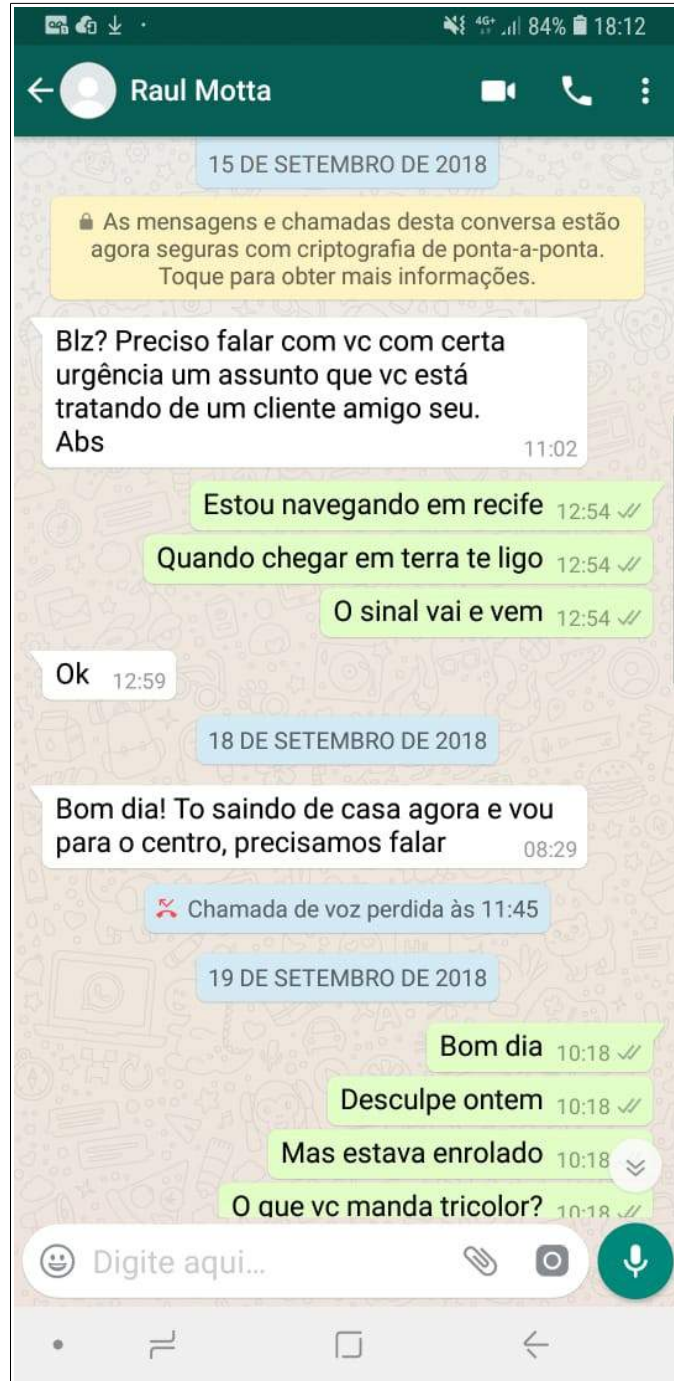 4G+ 84% 18:12
Raul Motta
15 DE SETEMBRO DE 2018
As mensagens e chamadas desta conversa estão
agora seguras com criptografia de ponta-a-ponta.
Toque para obter mais informações.
Blz? Preciso falar com vc com certa
urgência um assunto que vc está
tratando de um cliente amigo seu.
Abs 11:02
Estou navegando em recife 12:54
Quando chegar em terra te ligo 12:54
O sinal vai e vem 12:54
Ok 12:59
18 DE SETEMBRO DE 2018
Bom dia! To saindo de casa agora e vou
para o centro, precisamos falar 08:29
Chamada de voz perdida às 11:45
19 DE SETEMBRO DE 2018
Bom dia 10:18
Desculpe ontem 10:18
Mas estava enrolado 10:18
O que vc manda tricolor? 10:18
Digite aqui...